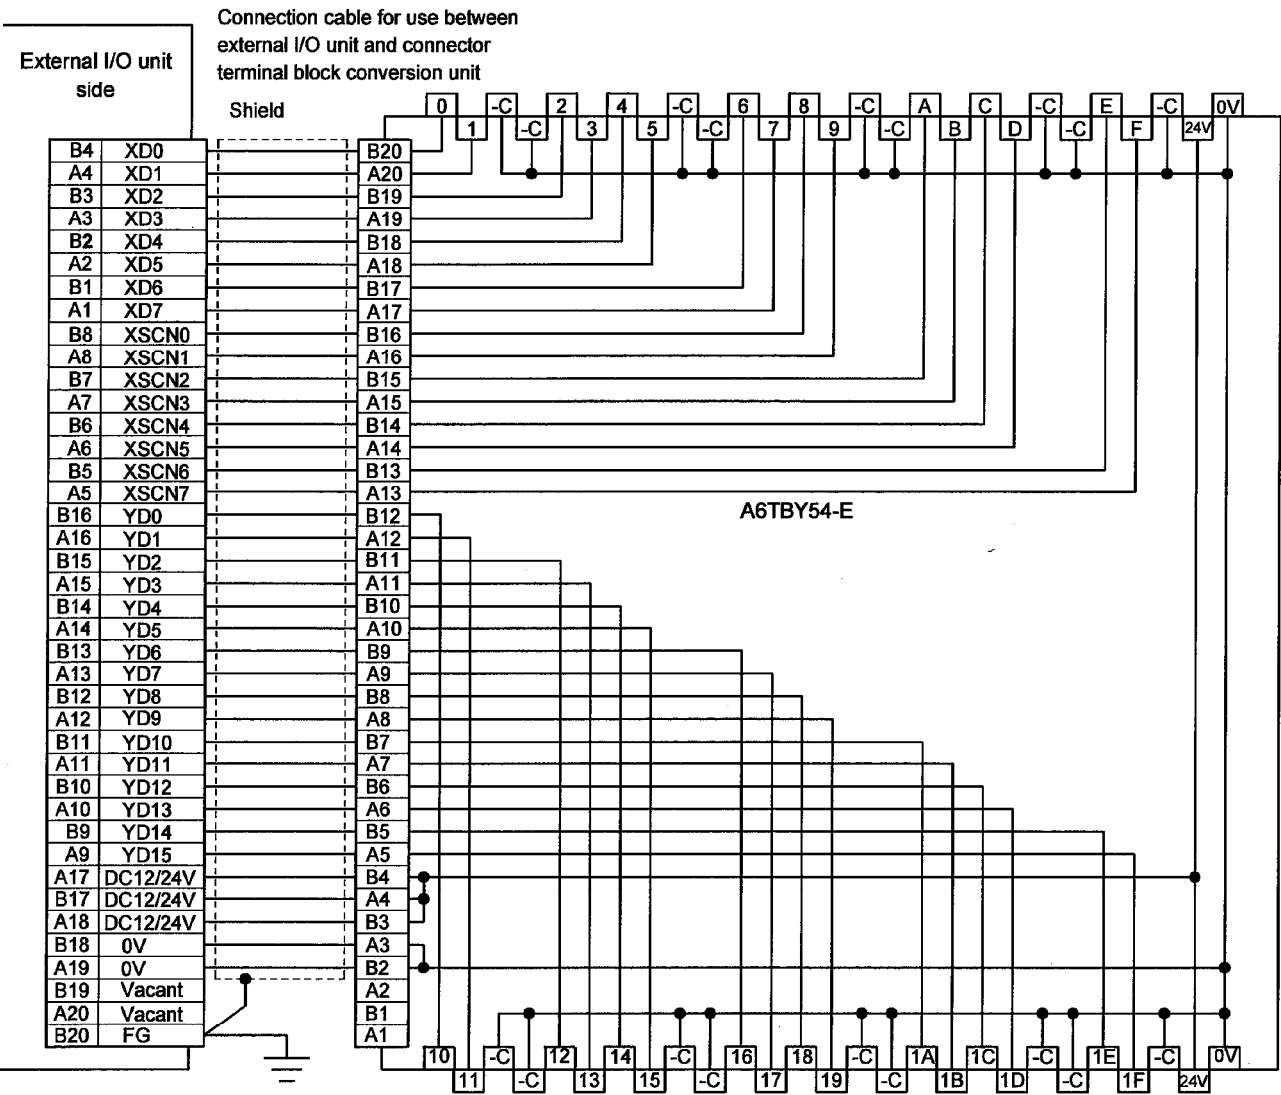 Connection cable for use between
external I/O unit and connector
terminal block conversion unit
External I/O unit
side
Shield
0 -C 2 4 -C 6 8 -C A C -C E -C 0V
1 -C 3 5 -C 7 9 -C B D -C F 24V
B4 XD0 B20
A4 XD1 A20
B3 XD2 B19
A3 XD3 A19
B2 XD4 B18
A2 XD5 A18
B1 XD6 B17
A1 XD7 A17
B8 XSCN0 B16
A8 XSCN1 A16
B7 XSCN2 B15
A7 XSCN3 A15
B6 XSCN4 B14
A6 XSCN5 A14
B5 XSCN6 B13
A5 XSCN7 A13
A6TBY54-E
B16 YD0 B12
A16 YD1 A12
B15 YD2 B11
A15 YD3 A11
B14 YD4 B10
A14 YD5 A10
B13 YD6 B9
A13 YD7 A9
B12 YD8 B8
A12 YD9 A8
B11 YD10 B7
A11 YD11 A7
B10 YD12 B6
A10 YD13 A6
B9 YD14 B5
A9 YD15 A5
A17 DC12/24V B4
B17 DC12/24V A4
A18 DC12/24V B3
B18 0V A3
A19 0V B2
B19 Vacant A2
A20 Vacant B1
B20 FG A1
10 -C 12 14 -C 16 18 -C 1A 1C -C 1E -C 0V
11 -C 13 15 -C 17 19 -C 1B 1D -C 1F 24V